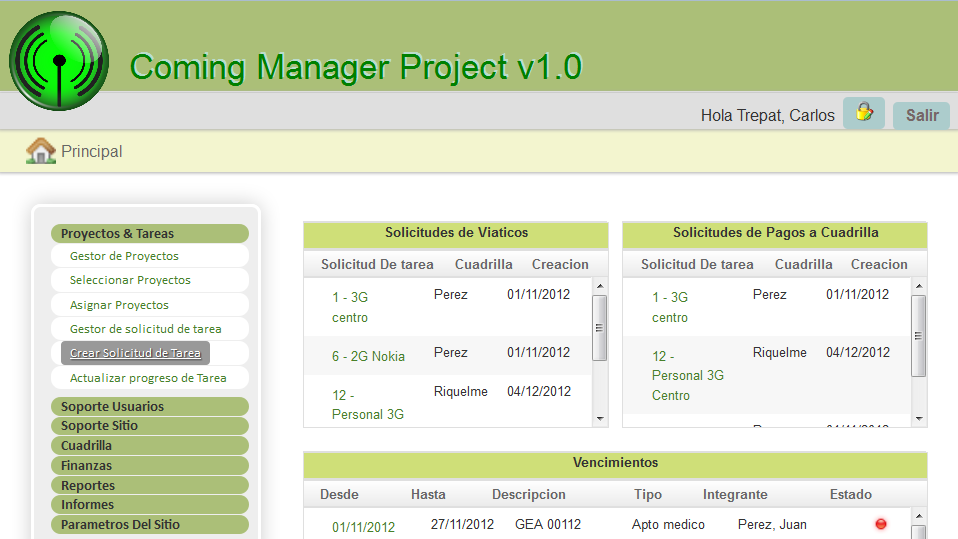 Coming Manager Project v1.0
Hola Trepat, Carlos
Salir
Principal
Proyectos & Tareas
Gestor de Proyectos
Seleccionar Proyectos
Asignar Proyectos
Gestor de solicitud de tarea
Crear Solicitud de Tarea
Actualizar progreso de Tarea
Soporte Usuarios
Soporte Sitio
Cuadrilla
Finanzas
Reportes
Informes
Parametros Del Sitio
Solicitudes de Viaticos
Solicitud De tarea Cuadrilla Creacion
1 - 3G Perez 01/11/2012
centro
6 - 2G Nokia Perez 01/11/2012
12 - Riquelme 04/12/2012
Personal 3G
Solicitudes de Pagos a Cuadrilla
Solicitud De tarea Cuadrilla Creacion
1 - 3G Perez 01/11/2012
centro
12 - Riquelme 04/12/2012
Personal 3G
Centro
Vencimientos
Desde Hasta Descripcion Tipo Integrante Estado
01/11/2012 27/11/2012 GEA 00112 Apto medico Perez, Juan